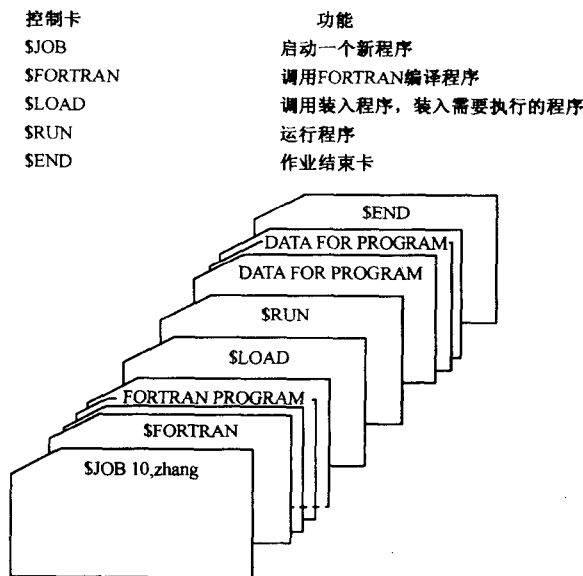 控制卡 功能
$JOB 启动一个新程序
$FORTRAN 调用FORTRAN编译程序
$LOAD 调用装入程序，装入需要执行的程序
$RUN 运行程序
$END 作业结束卡
$END
DATA FOR PROGRAM
DATA FOR PROGRAM
$RUN
$LOAD
FORTRAN PROGRAM
$FORTRAN
$JOB 10,zhang